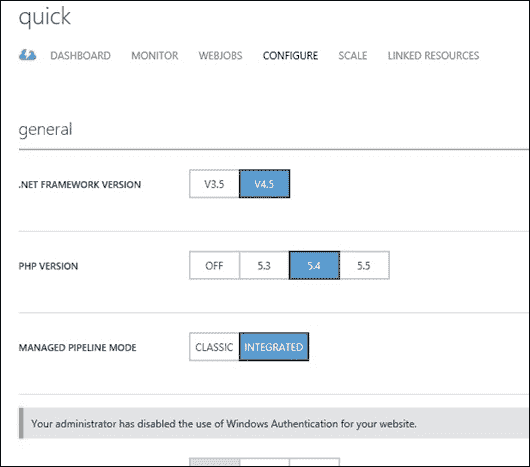 quick
DASHBOARD MONITOR WEBJOBS CONFIGURE SCALE LINKED RESOURCES
general
.NET FRAMEWORK VERSION V3.5 V4.5
PHP VERSION OFF 5.3 5.4 5.5
MANAGED PIPELINE MODE CLASSIC INTEGRATED
Your administrator has disabled the use of Windows Authentication for your website.